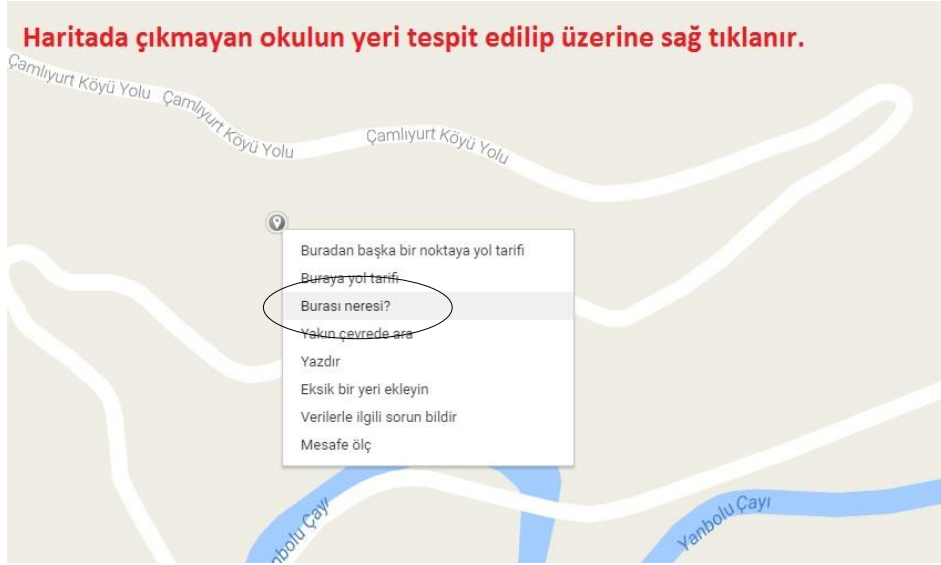 Haritada çıkmayan okulun yeri tespit edilip üzerine sağ tıklanır.
Çamlıyurt Köyü Yolu
Çamlıyurt Köyü Yolu
Çamlıyurt Köyü Yolu
Buradan başka bir noktaya yol tarifi
Buraya yol tarifi
Burası neresi?
Yakın çevrede ara
Yazdır
Eksik bir yeri ekleyin
Verilerle ilgili sorun bildir
Mesafe ölç
nbolu Çayı
Yanbolu Çayı